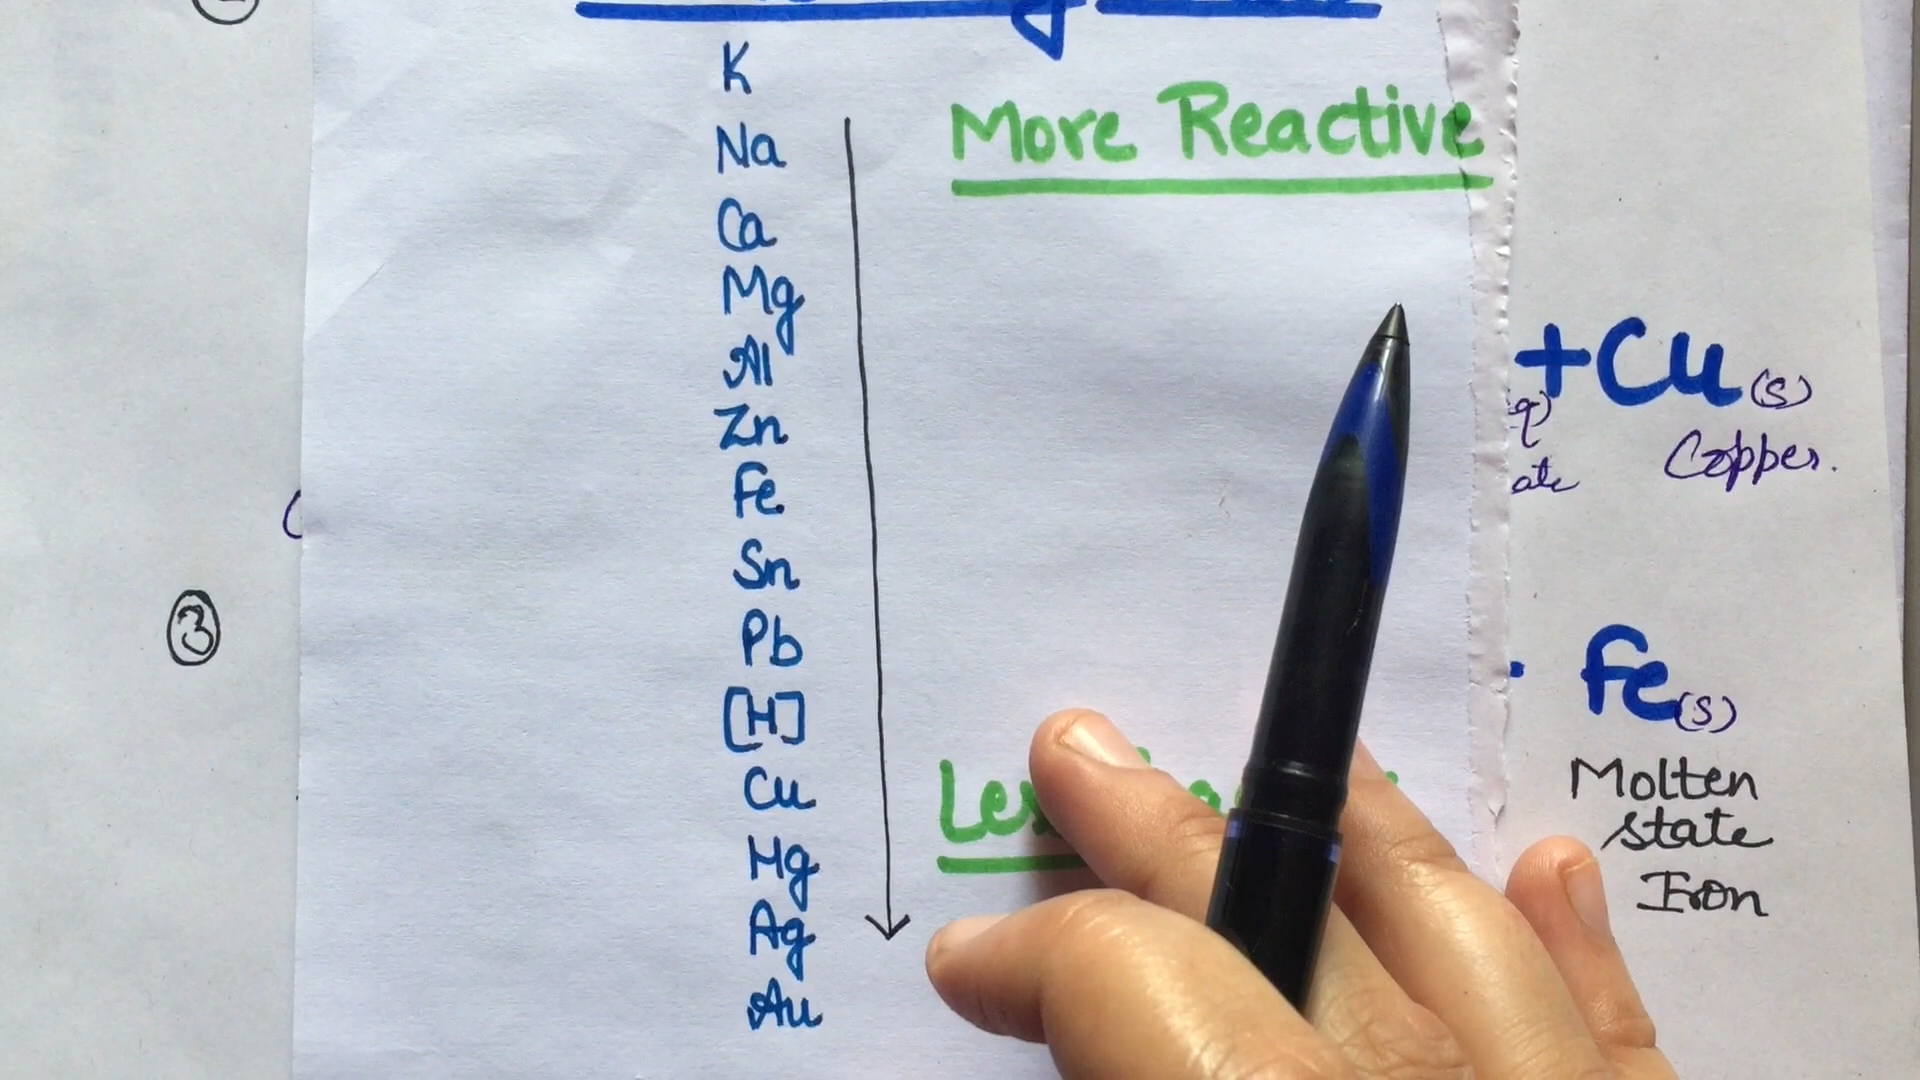 K
Na
More Reactive
Ca
Mg
Al
Zn
Fe
Sn
Pb
[H]
Cu
Hg
Ag
Au
+Cu(s)
Copper.
3
Fe(s)
Molten
state
Iron